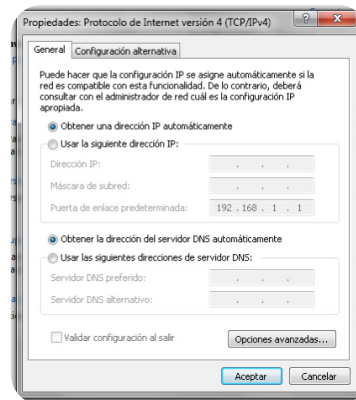 Propiedades: Protocolo de Internet versión 4 (TCP/IPv4)
General
Configuración alternativa
Puede hacer que la configuración IP se asigne automáticamente si la
red es compatible con esta funcionalidad. De lo contrario, deberá
consultar con el administrador de red cuál es la configuración IP
apropiada.
Obtener una dirección IP automáticamente
Usar la siguiente dirección IP:
Dirección IP:
Máscara de subred:
Puerta de enlace predeterminada: 192 . 168 . 1 . 1
Obtener la dirección del servidor DNS automáticamente
Usar las siguientes direcciones de servidor DNS:
Servidor DNS preferido:
Servidor DNS alternativo:
Validar configuración al salir
Opciones avanzadas...
Aceptar
Cancelar